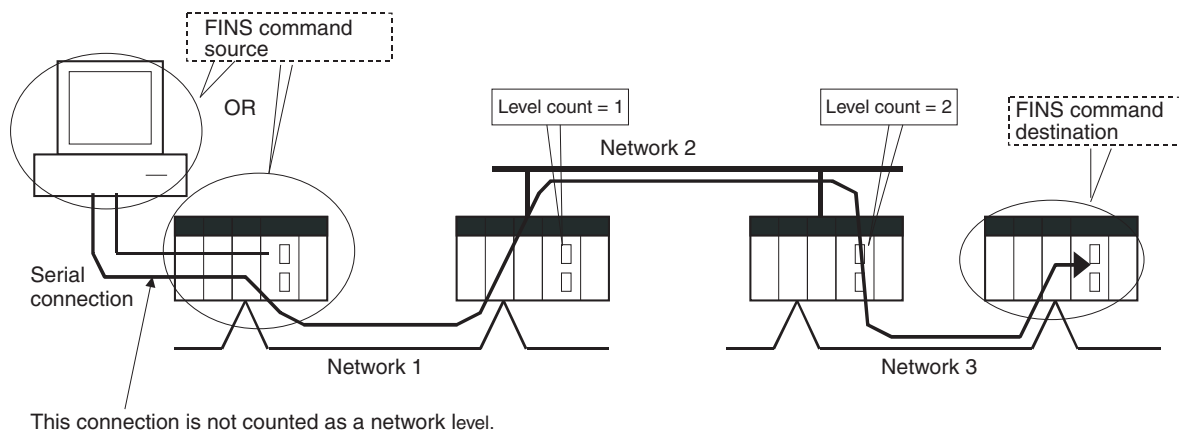 FINS command
source
OR
Level count = 1
Level count = 2
FINS command
destination
Network 2
Serial
connection
Network 1
Network 3
This connection is not counted as a network level.